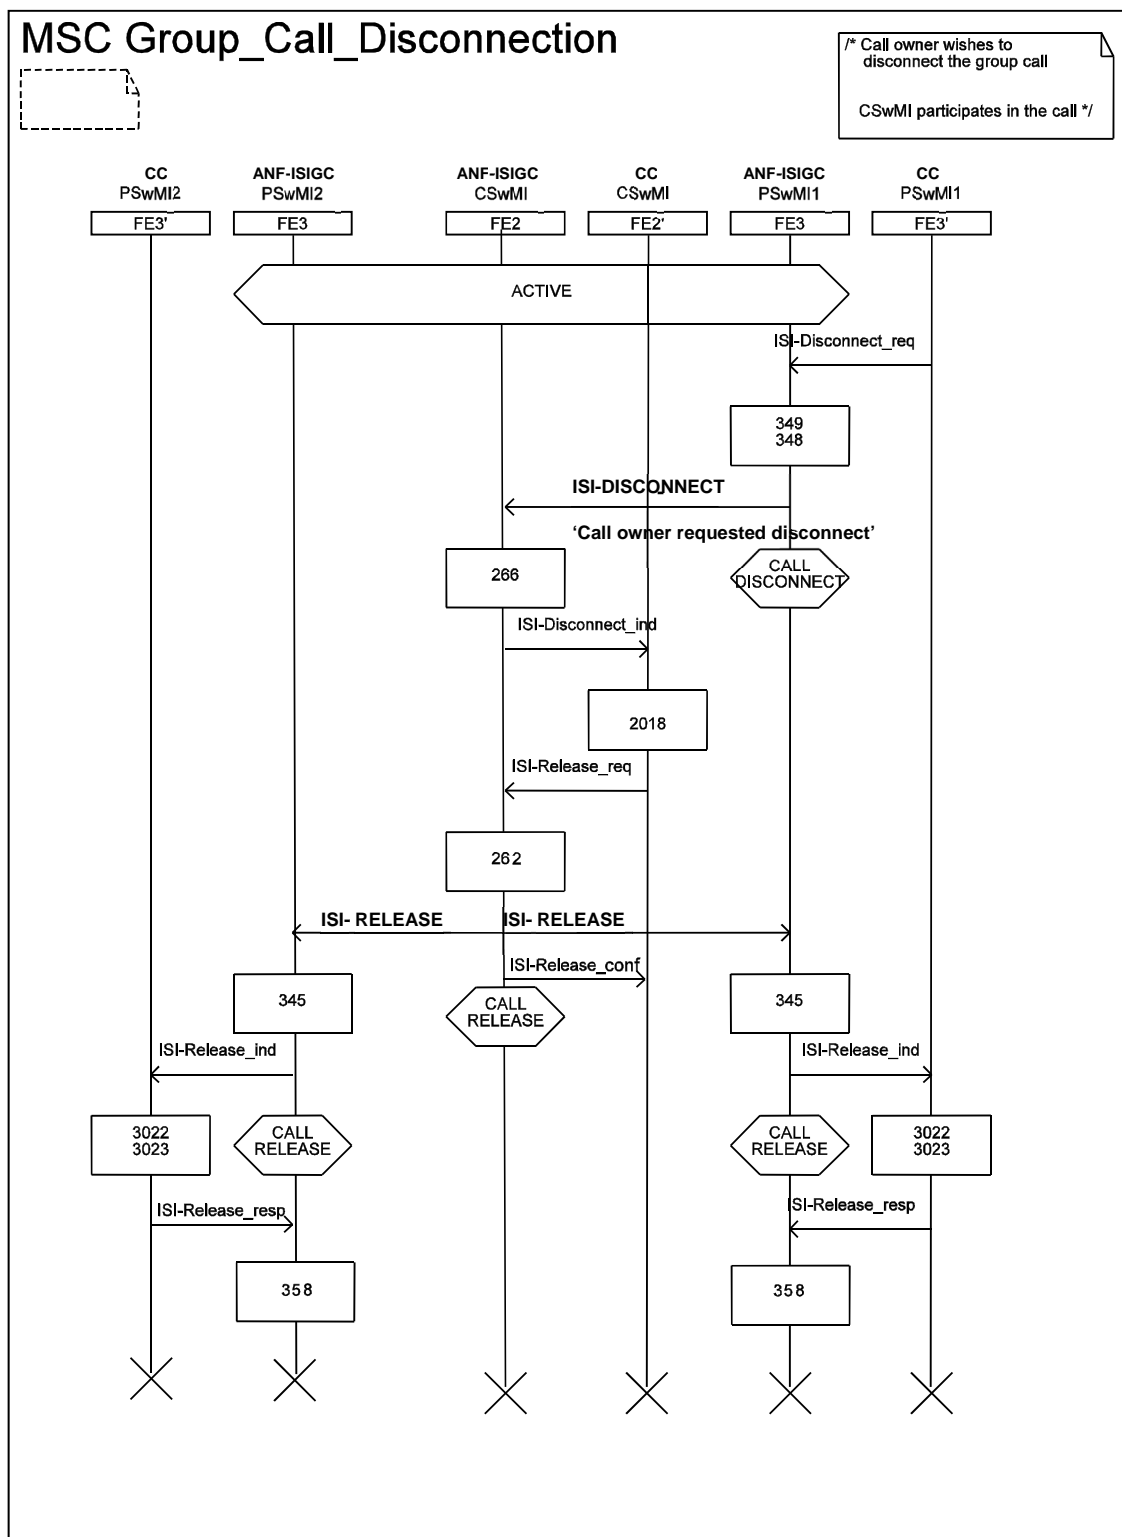 MSC Group_Call_Disconnection
/* Call owner wishes to
disconnect the group call
CSwMI participates in the call */
CC ANF-ISIGC ANF-ISIGC CC ANF-ISIGC CC
PSwMI2 PSwMI2 CSwMI CSwMI PSwMI1 PSwMI1
FE3' FE3 FE2 FE2' FE3 FE3'
ACTIVE
ISI-Disconnect_req
349
348
ISI-DISCONNECT
‘Call owner requested disconnect’
266
CALL
DISCONNECT
ISI-Disconnect_ind
2018
ISI-Release_req
262
ISI- RELEASE ISI- RELEASE
ISI-Release_conf
345
CALL
RELEASE
345
ISI-Release_ind ISI-Release_ind
3022
3023
CALL
RELEASE
CALL
RELEASE
3022
3023
ISI-Release_resp ISI-Release_resp
358 358